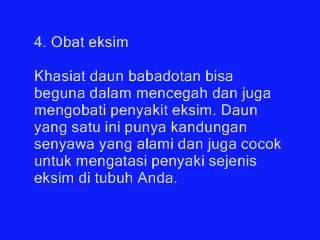 4. Obat eksim
Khasiat daun babadotan bisa
beguna dalam mencegah dan juga
mengobati penyakit eksim. Daun
yang satu ini punya kandungan
senyawa yang alami dan juga cocok
untuk mengatasi penyaki sejenis
eksim di tubuh Anda.